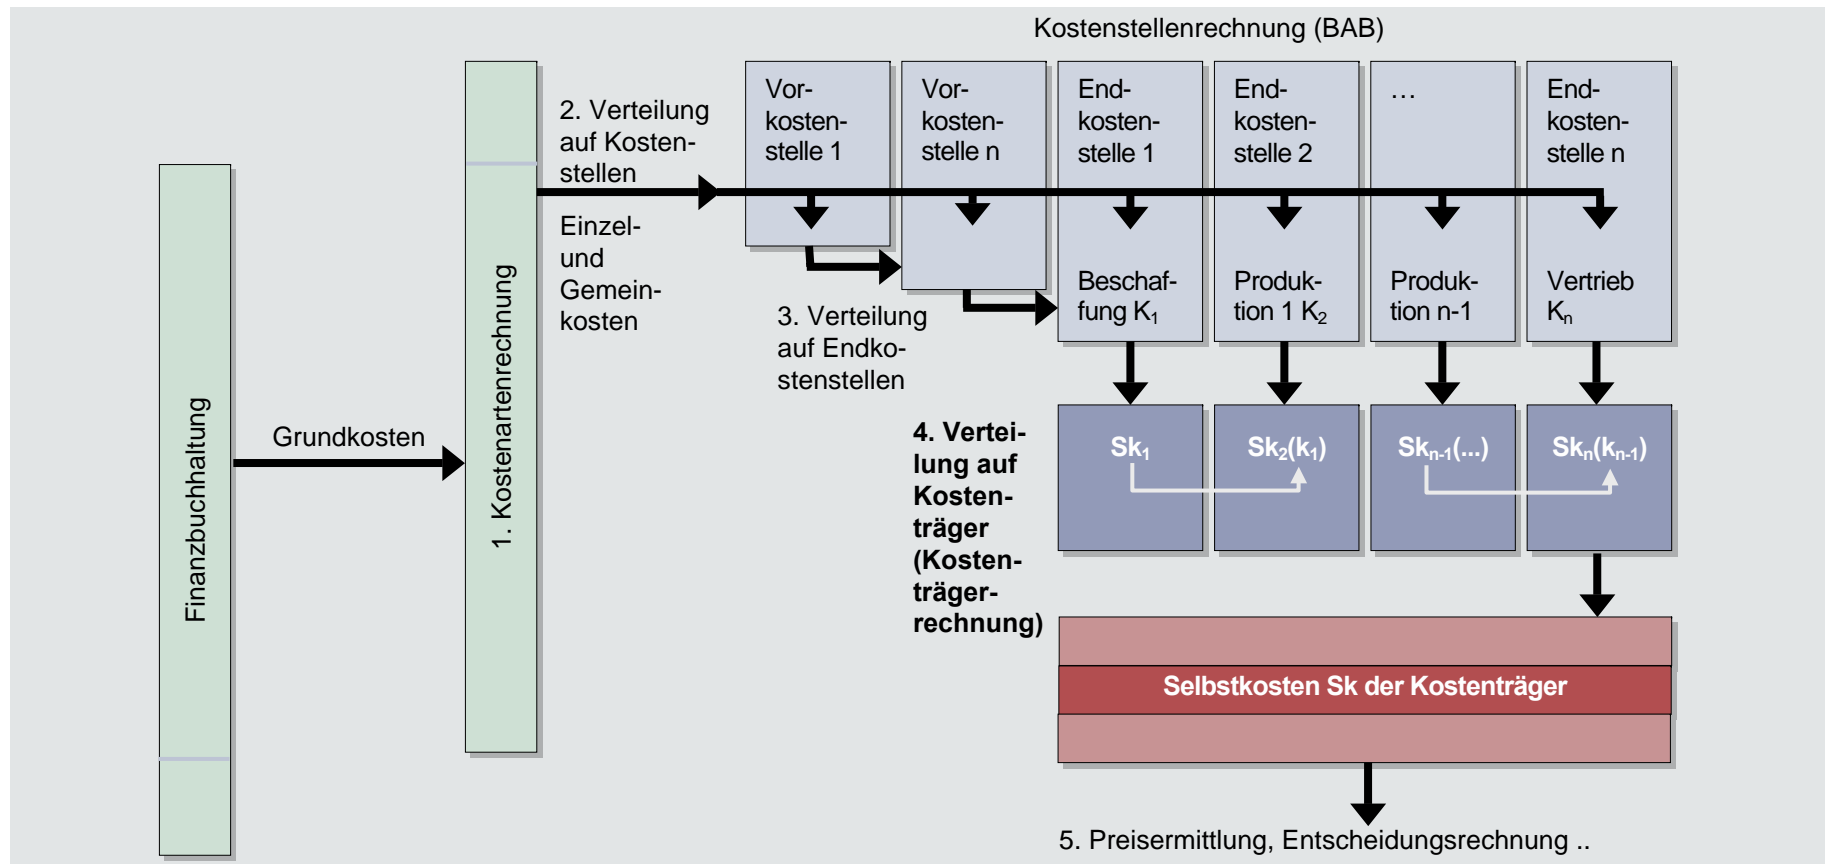 Kostenstellenrechnung (BAB)
Finanzbuchhaltung
Grundkosten
1. Kostenartenrechnung
2. Verteilung
auf Kosten-
stellen
Einzel-
und
Gemein-
kosten
Vor-
kosten-
stelle 1
Vor-
kosten-
stelle n
End-
kosten-
stelle 1
End-
kosten-
stelle 2
...
End-
kosten-
stelle n
Beschaf-
fung K₁
Produk-
tion 1 K₂
Produk-
tion n-1
Vertrieb
Kₙ
3. Verteilung
auf Endko-
stenstellen
4. Vertei-
lung auf
Kosten-
träger
(Kosten-
träger-
rechnung)
Sk₁
Sk₂(k₁)
Skₙ₋₁(...)
Skₙ(kₙ₋₁)
Selbstkosten Sk der Kostenträger
5. Preisermittlung, Entscheidungsrechnung ..